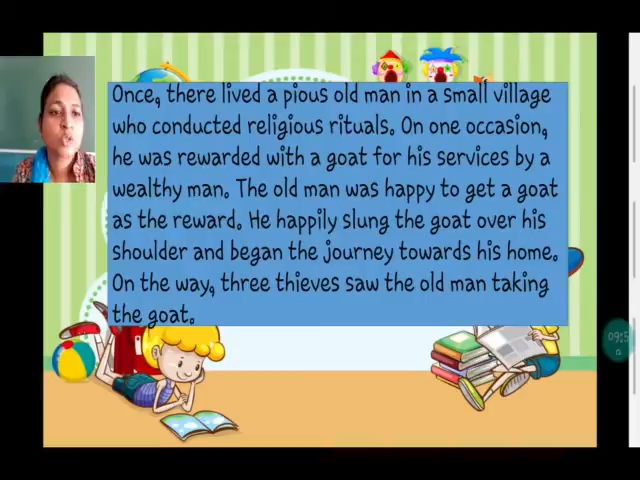 Once, there lived a pious old man in a small village
who conducted religious rituals. On one occasion,
he was rewarded with a goat for his services by a
wealthy man. The old man was happy to get a goat
as the reward. He happily slung the goat over his
shoulder and began the journey towards his home.
On the way, three thieves saw the old man taking
the goat.